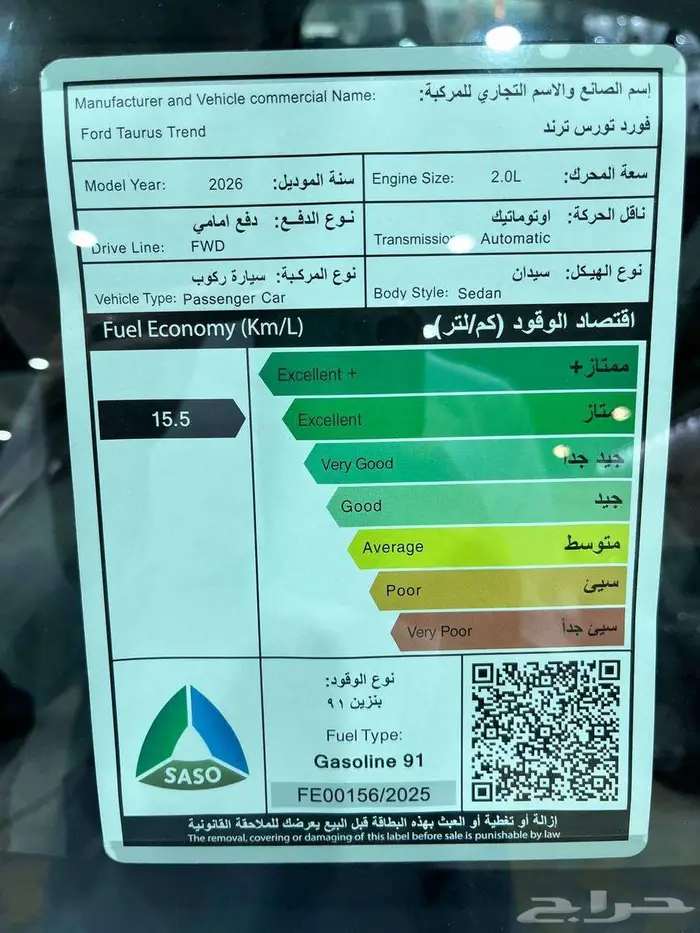 Manufacturer and Vehicle commercial Name: إسم الصانع والاسم التجاري للمركبة:
Ford Taurus Trend فورد تورس ترند
Model Year: 2026 سنة الموديل: Engine Size: 2.0L سعة المحرك:
نوع الدفع: دفع امامي ناقل الحركة: اوتوماتيك
Drive Line: FWD Transmission Automatic
نوع المركبة: سيارة ركوب نوع الهيكل: سيدان
Vehicle Type: Passenger Car Body Style: Sedan
Fuel Economy (Km/L) اقتصاد الوقود (كم/لتر)
Excellent + ممتاز+
15.5 Excellent ممتاز
Very Good جيد جداً
Good جيد
Average متوسط
Poor سيئ
Very Poor سيئ جداً
SASO
نوع الوقود:
بنزين ٩١
Fuel Type:
Gasoline 91
FE00156/2025
إزالة أو تغطية أو العبث بهذه البطاقة قبل البيع يعرضك للملاحقة القانونية
The removal, covering or damaging of this label before sale is punishable by law
حراج